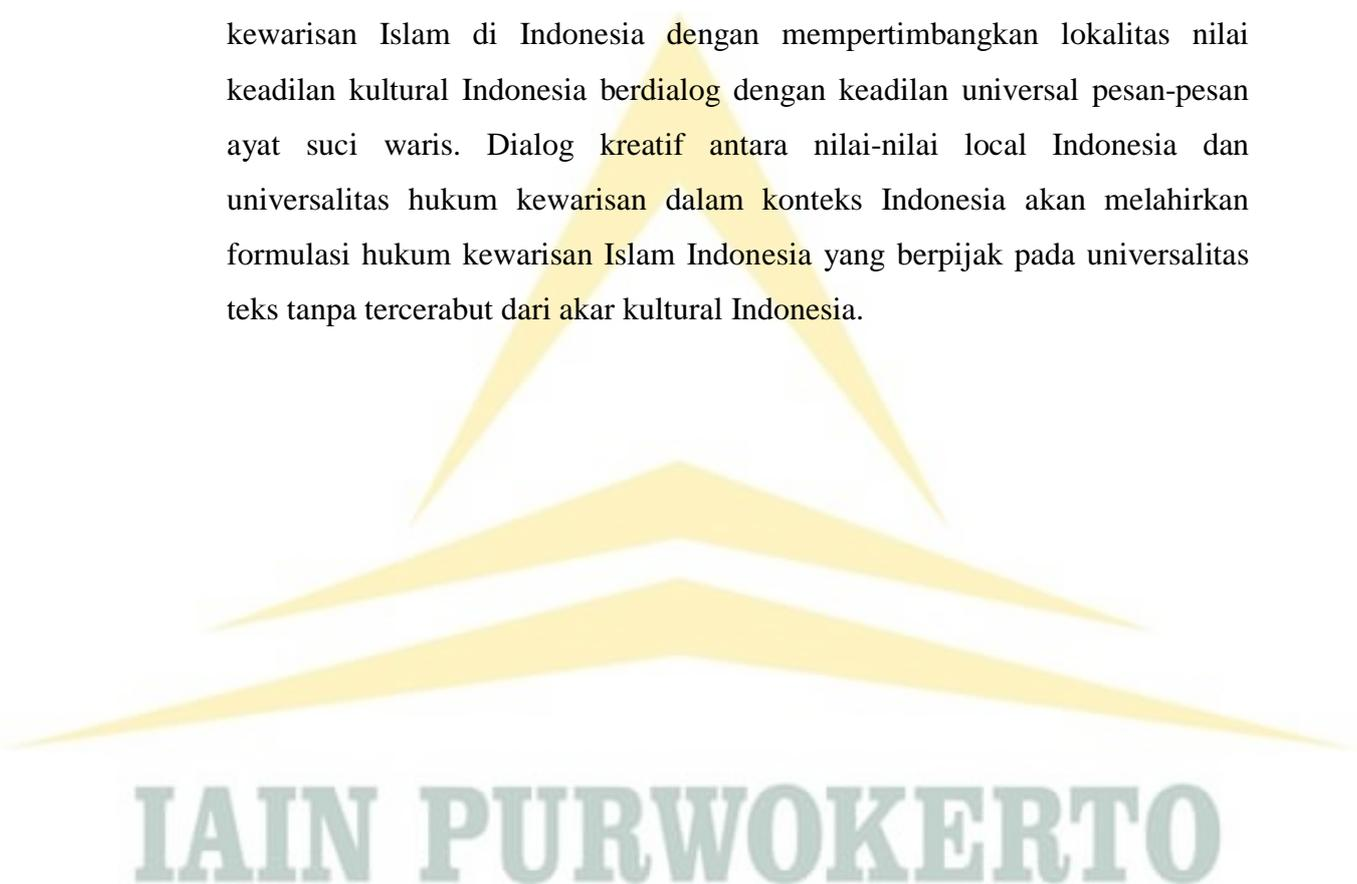 kewarisan Islam di Indonesia dengan mempertimbangkan lokalitas nilai
keadilan kultural Indonesia berdialog dengan keadilan universal pesan-pesan
ayat suci waris. Dialog kreatif antara nilai-nilai local Indonesia dan
universalitas hukum kewarisan dalam konteks Indonesia akan melahirkan
formulasi hukum kewarisan Islam Indonesia yang berpijak pada universalitas
teks tanpa tercerabut dari akar kultural Indonesia.
IAIN PURWOKERTO